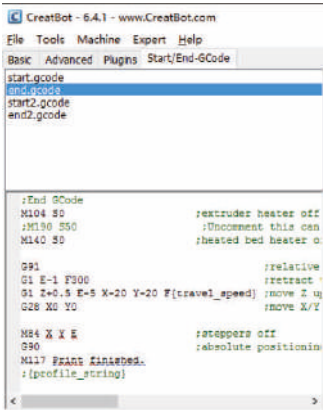 CreatBot - 6.4.1 - www.CreatBot.com
File Tools Machine Expert Help
Basic Advanced Plugins Start/End-GCode
start.gcode
end.gcode
start2.gcode
end2.gcode
;End GCode
M104 S0 ;extruder heater off
;M190 S50 ;Uncomment this can
M140 S0 ;heated bed heater o
G91 ;relative
G1 E-1 F300 ;retract
G1 Z+0.5 E-5 X-20 Y-20 F{travel_speed} ;move Z u
G28 X0 Y0 ;move X/Y
M84 X Y E ;steppers off
G90 ;absolute positionin
M117 Print finished.
;{profile_string}